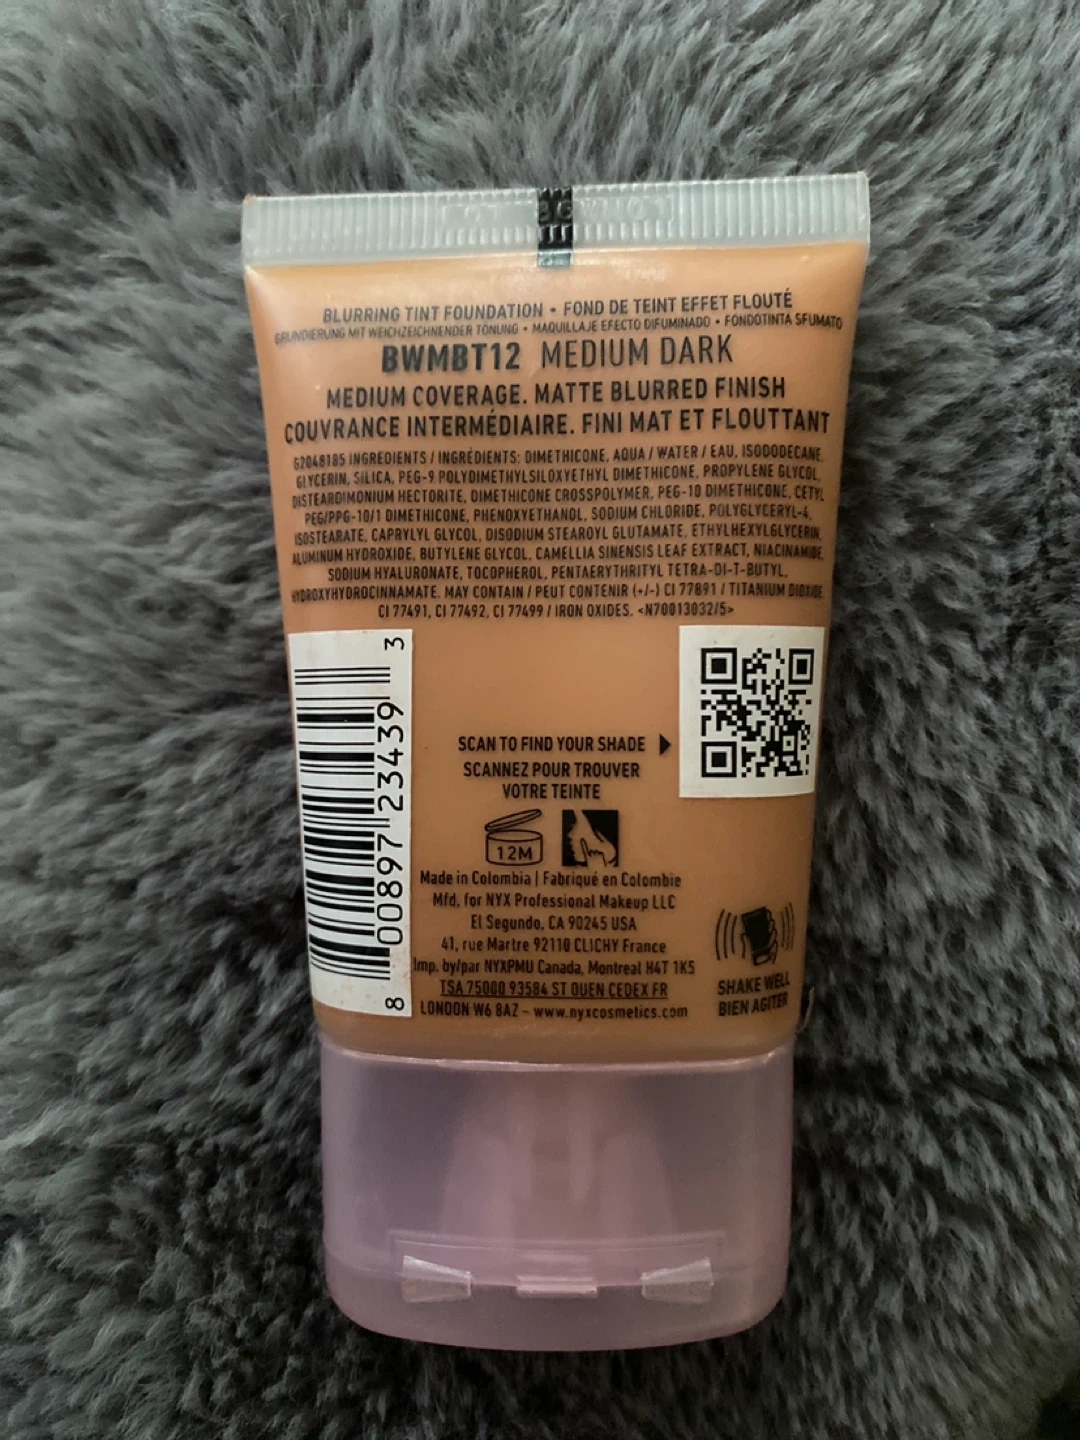 BLURRING TINT FOUNDATION • FOND DE TEINT EFFET FLOUTÉ
GRUNDIERUNG MIT WEICHZEICHNENDER TÖNUNG • MAQUILLAJE EFECTO DIFUMINADO • FONDOTINTA SFUMATO
BWMBT12 MEDIUM DARK
MEDIUM COVERAGE. MATTE BLURRED FINISH
COUVRANCE INTERMÉDIAIRE. FINI MAT ET FLOUTTANT
G2048185 INGREDIENTS / INGRÉDIENTS: DIMETHICONE, AQUA / WATER / EAU, ISODODECANE,
GLYCERIN, SILICA, PEG-9 POLYDIMETHYLSILOXYETHYL DIMETHICONE, PROPYLENE GLYCOL,
DISTEARDIMONIUM HECTORITE, DIMETHICONE CROSSPOLYMER, PEG-10 DIMETHICONE, CETYL
PEG/PPG-10/1 DIMETHICONE, PHENOXYETHANOL, SODIUM CHLORIDE, POLYGLYCERYL-4,
ISOSTEARATE, CAPRYLYL GLYCOL, DISODIUM STEAROYL GLUTAMATE, ETHYLHEXYLGLYCERIN,
ALUMINUM HYDROXIDE, BUTYLENE GLYCOL, CAMELLIA SINENSIS LEAF EXTRACT, NIACINAMIDE,
SODIUM HYALURONATE, TOCOPHEROL, PENTAERYTHRITYL TETRA-DI-T-BUTYL,
HYDROXYHYDROCINNAMATE. MAY CONTAIN / PEUT CONTENIR (+/-) CI 77891 / TITANIUM DIOXIDE,
CI 77491, CI 77492, CI 77499 / IRON OXIDES. <N70013032/5>
8 00897 23439 3
SCAN TO FIND YOUR SHADE
SCANNEZ POUR TROUVER
VOTRE TEINTE
12M
Made in Colombia | Fabriqué en Colombie
Mfd. for NYX Professional Makeup LLC
El Segundo, CA 90245 USA
41, rue Martre 92110 CLICHY France
Imp. by/par NYXPMU Canada, Montreal H4T 1K5
TSA 75000 93584 ST OUEN CEDEX FR
LONDON W6 8AZ - www.nyxcosmetics.com
SHAKE WELL
BIEN AGITER